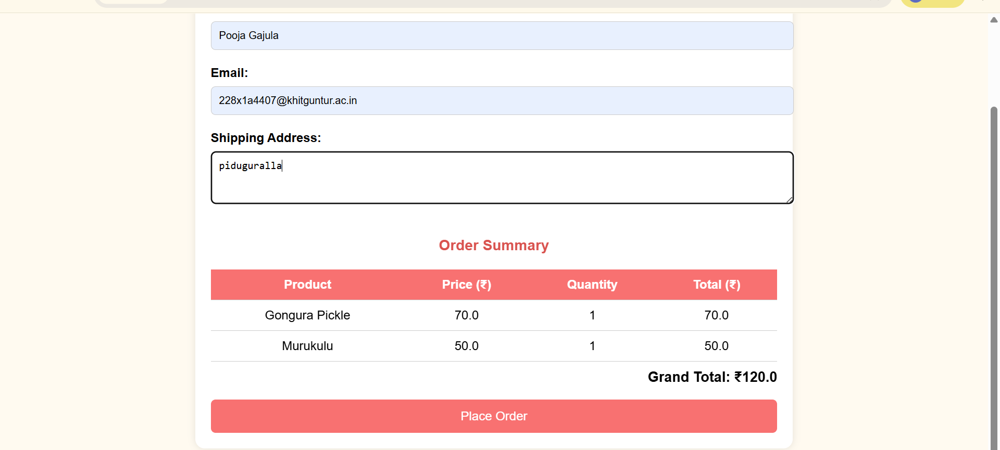 Pooja Gajula
Email:
228x1a4407@khitguntur.ac.in
Shipping Address:
piduguralla
Order Summary
Product Price (₹) Quantity Total (₹)
Gongura Pickle 70.0 1 70.0
Murukulu 50.0 1 50.0
Grand Total: ₹120.0
Place Order